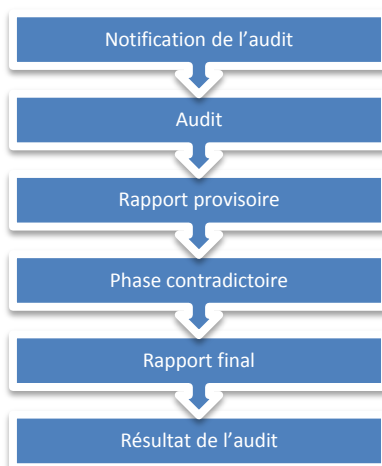 Notification de l’audit
Audit
Rapport provisoire
Phase contradictoire
Rapport final
Résultat de l’audit